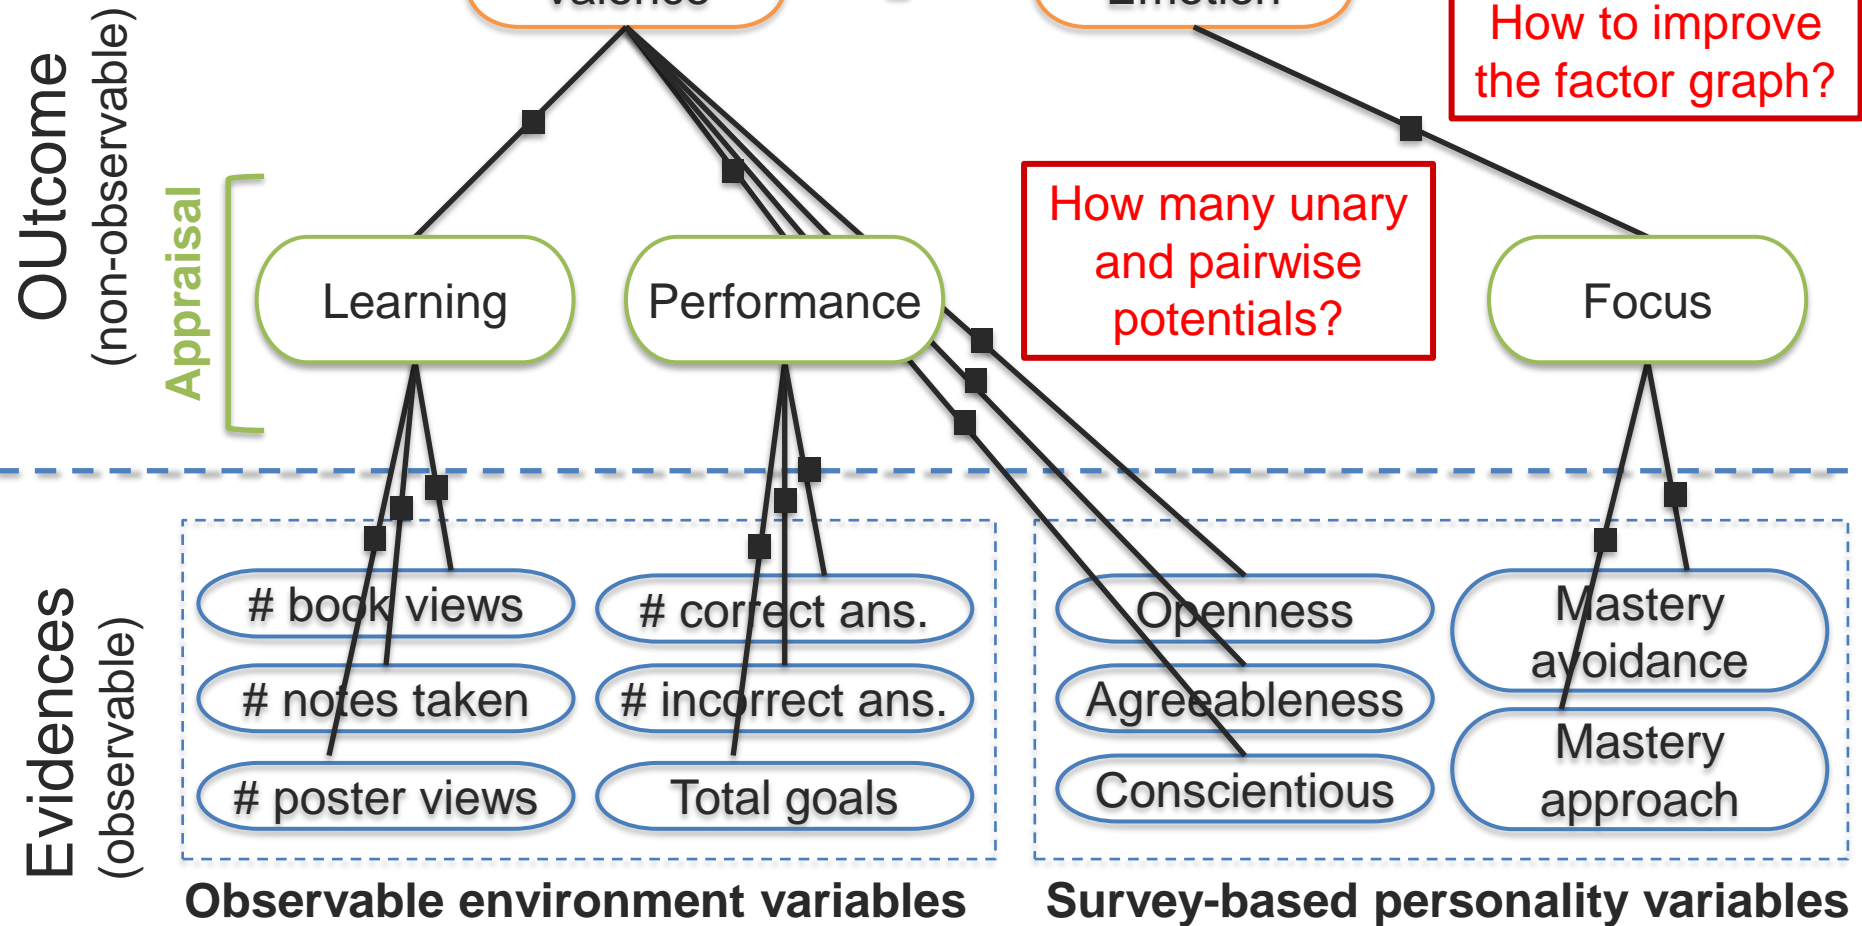 Valence
Emotion
How to improve
the factor graph?
OUtcome
(non-observable)
Appraisal
How many unary
and pairwise
potentials?
Learning
Performance
Focus
Evidences
(observable)
# book views
# correct ans.
Openness
Mastery
avoidance
# notes taken
# incorrect ans.
Agreeableness
Mastery
approach
# poster views
Total goals
Conscientious
Observable environment variables
Survey-based personality variables